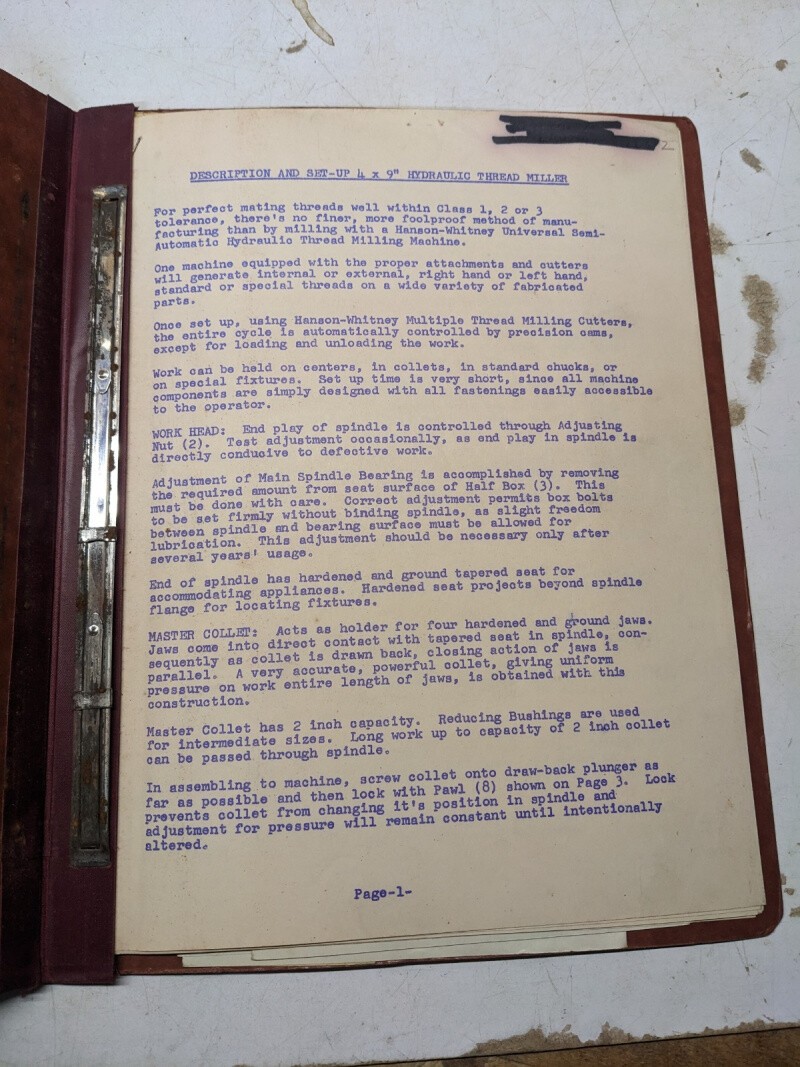 2
DESCRIPTION AND SET-UP 4 x 9" HYDRAULIC THREAD MILLER
For perfect mating threads well within Class 1, 2 or 3
tolerance, there's no finer, more foolproof method of manu-
facturing than by milling with a Hanson-Whitney Universal Semi-
Automatic Hydraulic Thread Milling Machine.
One machine equipped with the proper attachments and cutters
will generate internal or external, right hand or left hand,
standard or special threads on a wide variety of fabricated
parts.
Once set up, using Hanson-Whitney Multiple Thread Milling Cutters,
the entire cycle is automatically controlled by precision cams,
except for loading and unloading the work.
Work can be held on centers, in collets, in standard chucks, or
on special fixtures. Set up time is very short, since all machine
components are simply designed with all fastenings easily accessible
to the operator.
WORK HEAD: End play of spindle is controlled through Adjusting
Nut (2). Test adjustment occasionally, as end play in spindle is
directly conducive to defective work.
Adjustment of Main Spindle Bearing is accomplished by removing
the required amount from seat surface of Half Box (3). This
must be done with care. Correct adjustment permits box bolts
to be set firmly without binding spindle, as slight freedom
between spindle and bearing surface must be allowed for
lubrication. This adjustment should be necessary only after
several years' usage.
End of spindle has hardened and ground tapered seat for
accommodating appliances. Hardened seat projects beyond spindle
flange for locating fixtures.
MASTER COLLET: Acts as holder for four hardened and ground jaws.
Jaws come into direct contact with tapered seat in spindle, con-
sequently as collet is drawn back, closing action of jaws is
parallel. A very accurate, powerful collet, giving uniform
pressure on work entire length of jaws, is obtained with this
construction.
Master Collet has 2 inch capacity. Reducing Bushings are used
for intermediate sizes. Long work up to capacity of 2 inch collet
can be passed through spindle.
In assembling to machine, screw collet onto draw-back plunger as
far as possible and then lock with Pawl (8) shown on Page 3. Lock
prevents collet from changing it's position in spindle and
adjustment for pressure will remain constant until intentionally
altered.
Page-1-